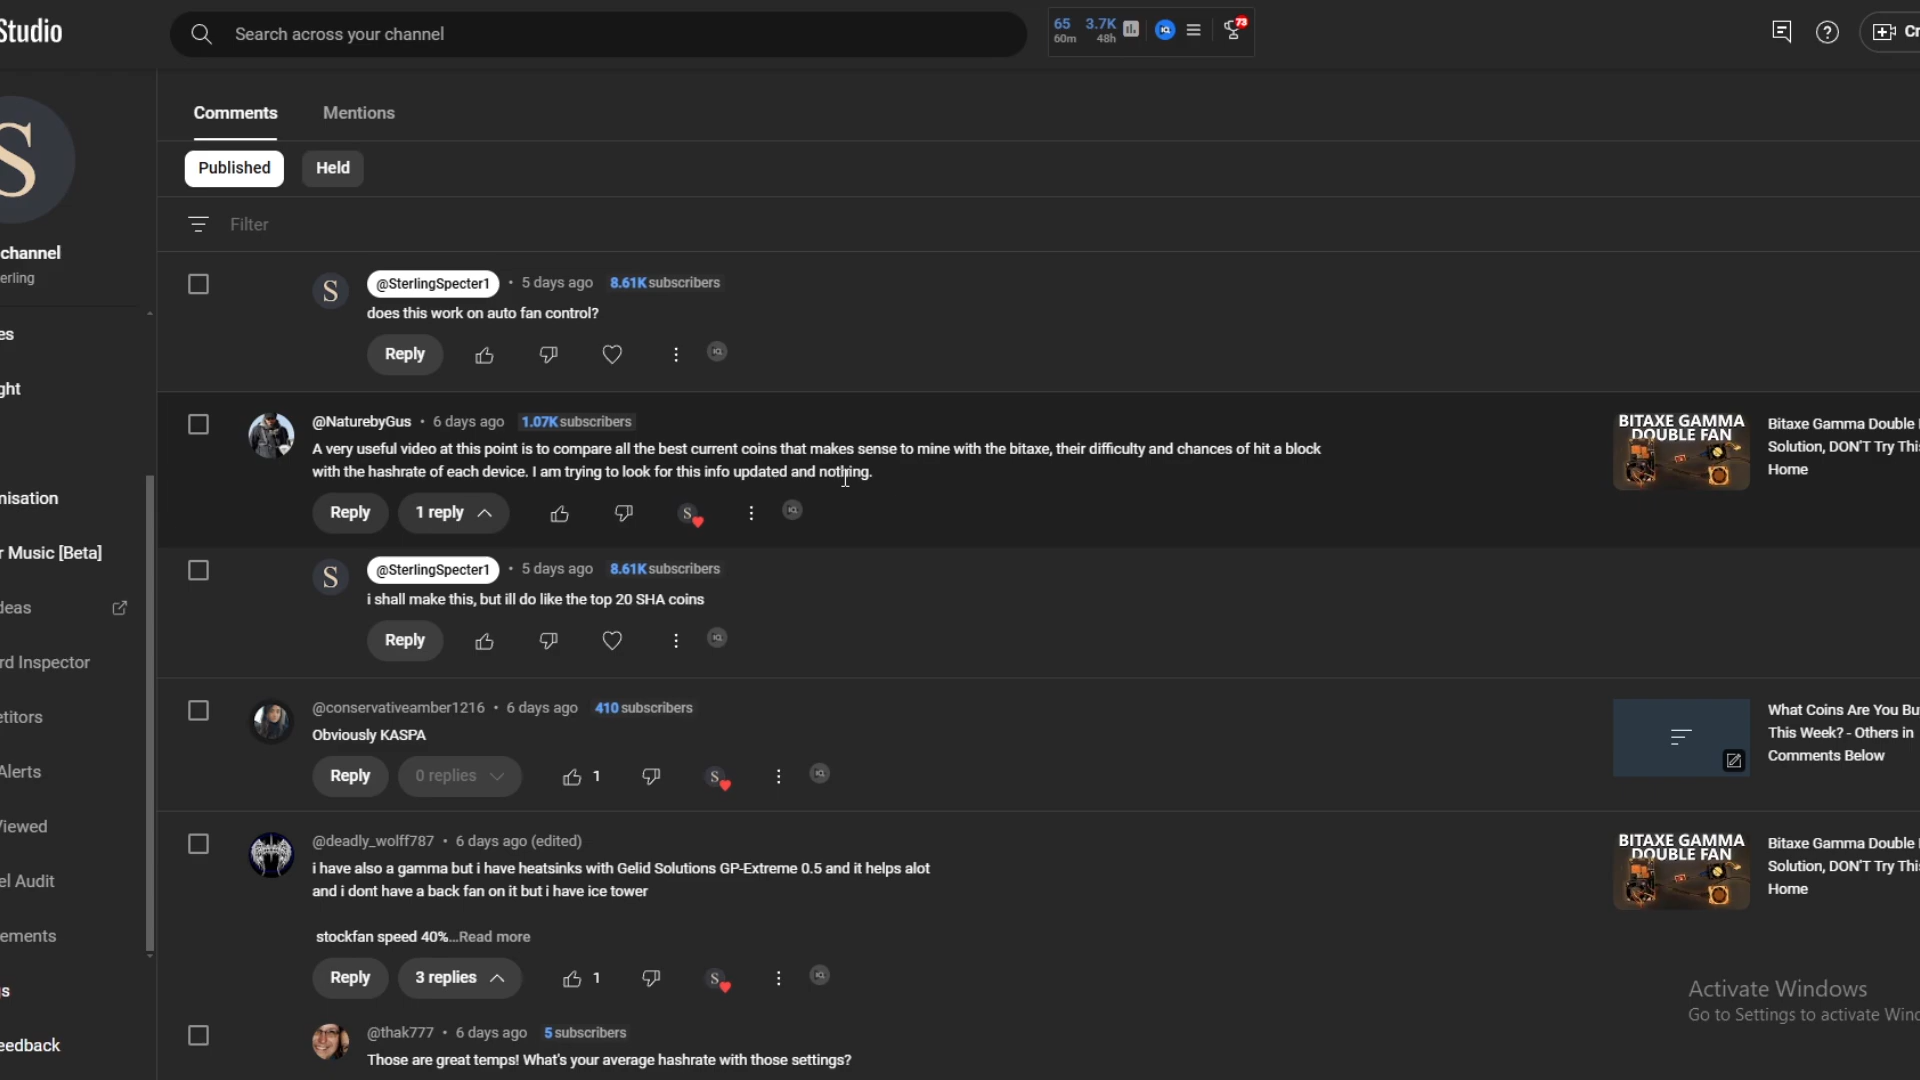 Studio
Search across your channel
65 3.7K
60m 48h
73
Cr
S
channel
erling
es
ght
nisation
r Music [Beta]
deas
rd Inspector
etitors
Alerts
Viewed
el Audit
ements
s
eedback
Comments Mentions
Published Held
Filter
S @SterlingSpecter1 • 5 days ago 8.61K subscribers
does this work on auto fan control?
Reply
@NaturebyGus • 6 days ago 1.07K subscribers
A very useful video at this point is to compare all the best current coins that makes sense to mine with the bitaxe, their difficulty and chances of hit a block
with the hashrate of each device. I am trying to look for this info updated and nothing.
Reply 1 reply S
BITAXE GAMMA
DOUBLE FAN
Bitaxe Gamma Double
Solution, DON'T Try This
Home
S @SterlingSpecter1 • 5 days ago 8.61K subscribers
i shall make this, but ill do like the top 20 SHA coins
Reply
@conservativeamber1216 • 6 days ago 410 subscribers
Obviously KASPA
Reply 0 replies 1 S
What Coins Are You Bu
This Week? - Others in
Comments Below
@deadly_wolff787 • 6 days ago (edited)
i have also a gamma but i have heatsinks with Gelid Solutions GP-Extreme 0.5 and it helps alot
and i dont have a back fan on it but i have ice tower
stockfan speed 40%...Read more
Reply 3 replies 1 S
BITAXE GAMMA
DOUBLE FAN
Bitaxe Gamma Double
Solution, DON'T Try This
Home
@thak777 • 6 days ago 5 subscribers
Those are great temps! What's your average hashrate with those settings?
Activate Windows
Go to Settings to activate Winc